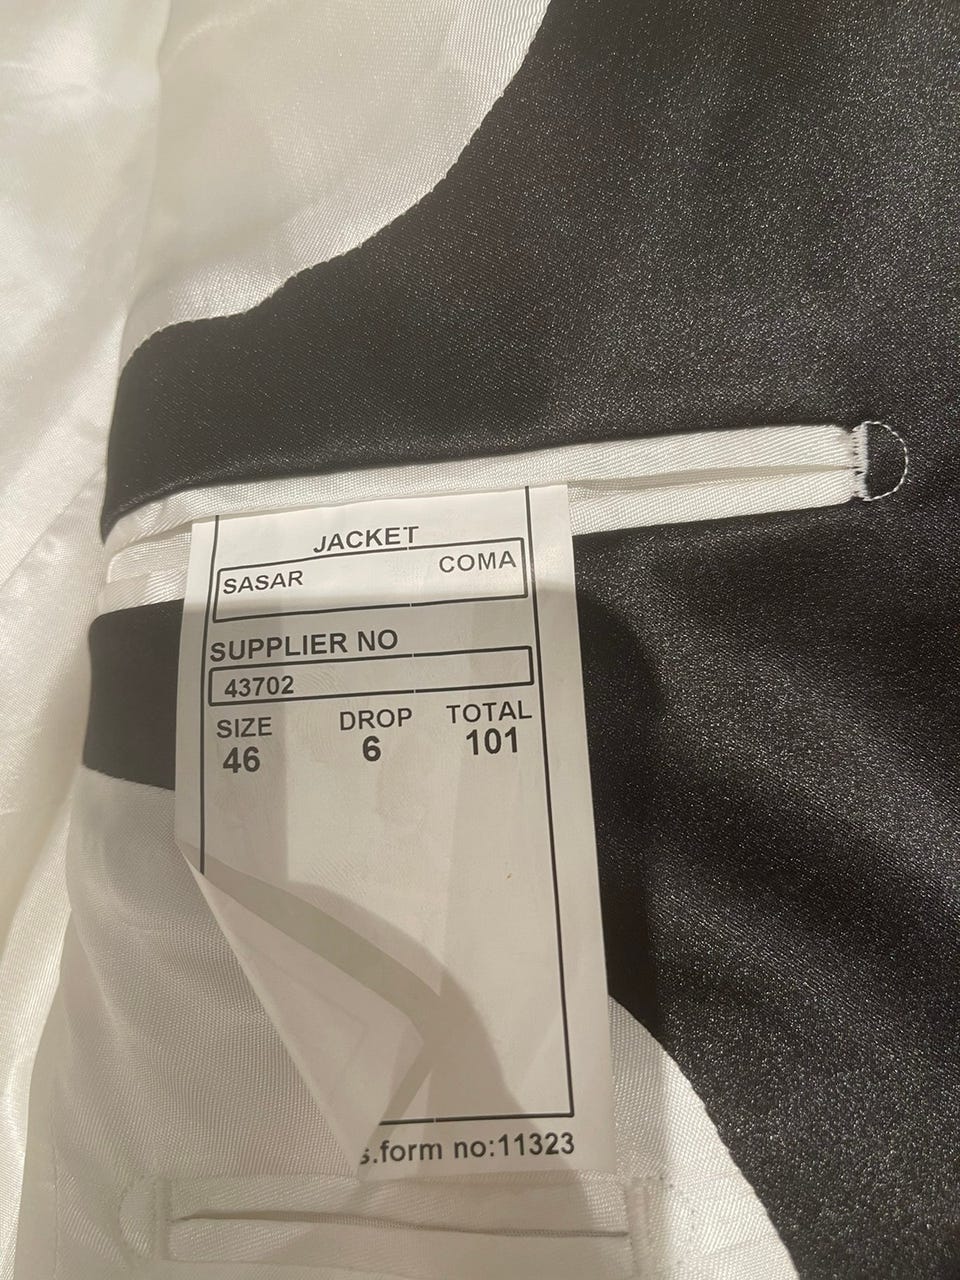 JACKET
SASAR COMA
SUPPLIER NO
43702
SIZE DROP TOTAL
46 6 101
s.form no:11323